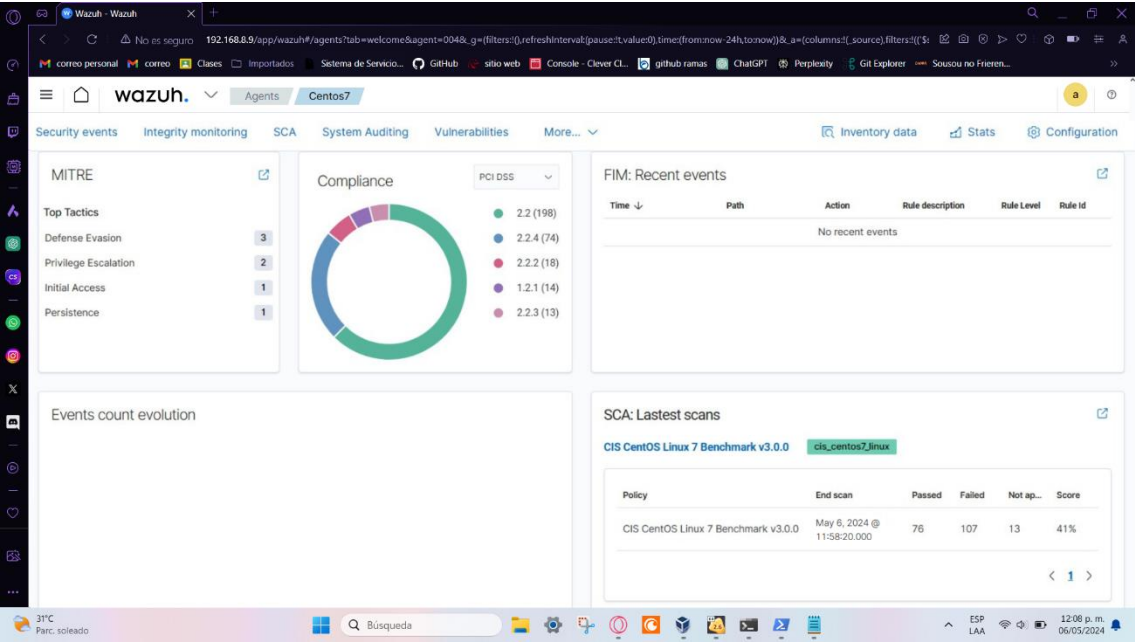 Wazuh - Wazuh
No es seguro 192.168.8.9/app/wazuh#/agents?tab=welcome&agent=004&_g=(filters:!(),refreshInterval:(pause:!t,value:0),time:(from:now-24h,to:now))&_a=(columns:!(_source),filters:!(('$
correo personal correo Clases Importados Sistema de Servicio... GitHub sitio web Console - Clever Cl... github ramas ChatGPT Perplexity Git Explorer Sousou no Frieren...
wazuh. Agents Centos7 a
Security events Integrity monitoring SCA System Auditing Vulnerabilities More... Inventory data Stats Configuration
MITRE
Top Tactics
Defense Evasion 3
Privilege Escalation 2
Initial Access 1
Persistence 1
Compliance
PCI DSS
2.2 (198)
2.2.4 (74)
2.2.2 (18)
1.2.1 (14)
2.2.3 (13)
FIM: Recent events
Time Path Action Rule description Rule Level Rule Id
No recent events
Events count evolution
SCA: Lastest scans
CIS CentOS Linux 7 Benchmark v3.0.0 cis_centos7_linux
Policy End scan Passed Failed Not ap... Score
CIS CentOS Linux 7 Benchmark v3.0.0 May 6, 2024 @ 11:58:20.000 76 107 13 41%
1
31°C
Parc. soleado
Búsqueda
ESP
LAA
12:08 p. m.
06/05/2024